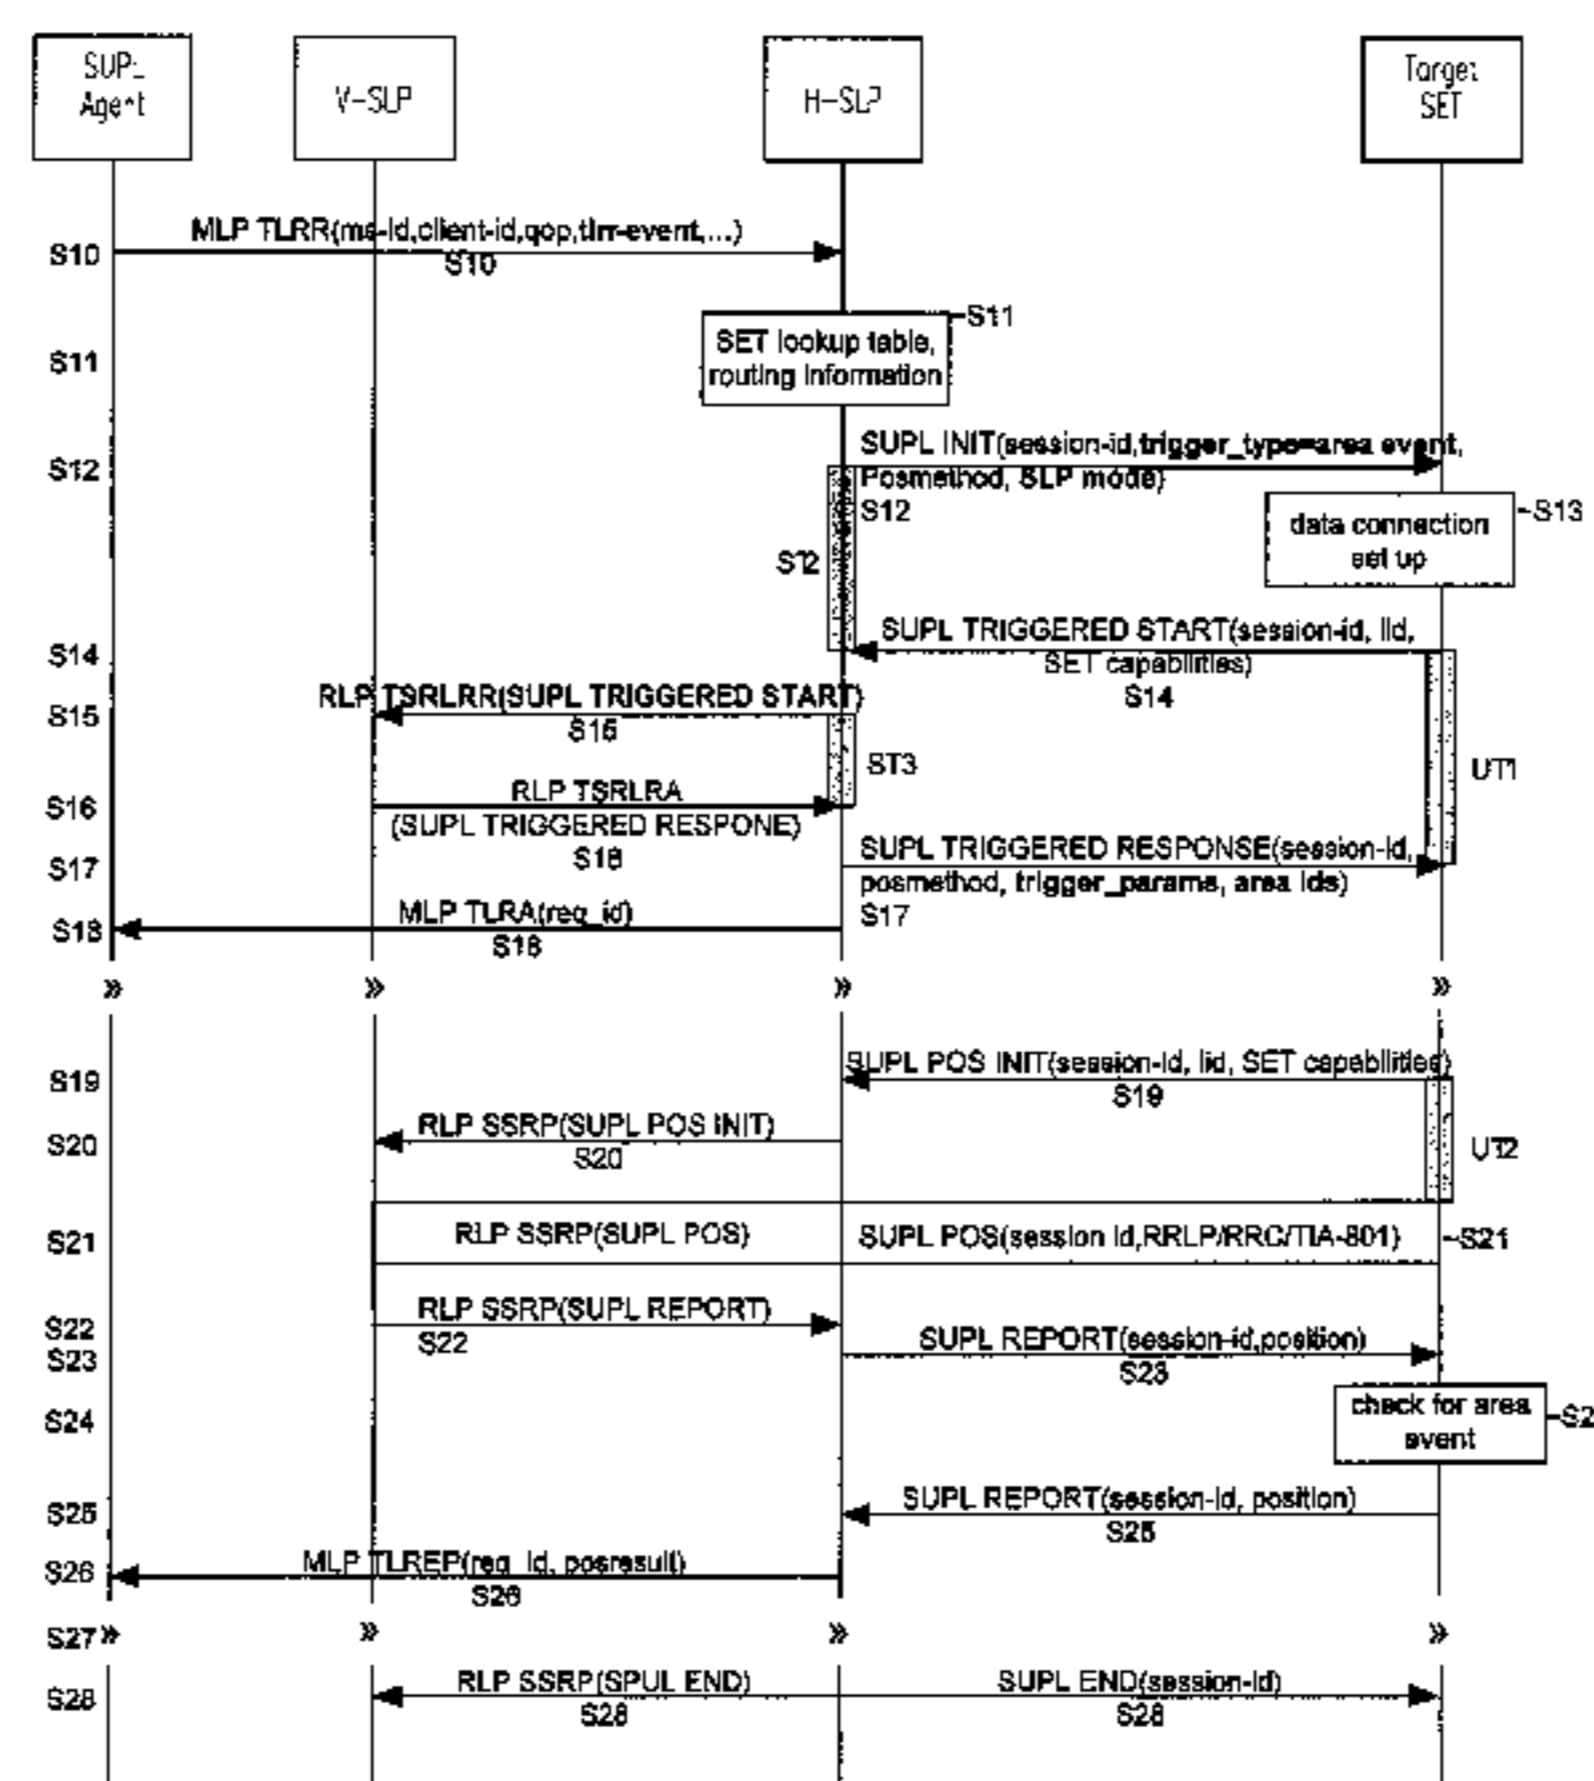 SUPL
Agent
V-SLP
H-SLP
Target
SET
MLP TLRR(ms-id,client-id,qop,tlrr-event,...)
S10
S10
S11
SET lookup table,
routing information
S11
SUPL INIT(session-id,trigger_type=area event,
S12
Posmethod, SLP mode)
S12
S13
data connection
set up
ST2
SUPL TRIGGERED START(session-id, lid,
S14
SET capabilities)
S14
RLP TSRLRR(SUPL TRIGGERED START)
S15
S15
ST3
UT1
RLP TSRLRA
S16
(SUPL TRIGGERED RESPONE)
S16
SUPL TRIGGERED RESPONSE(session-id,
S17
posmethod, trigger_params, area ids)
S17
MLP TLRA(req_id)
S18
S18
» » » »
SUPL POS INIT(session-id, lid, SET capabilities)
S19
S19
RLP SSRP(SUPL POS INIT)
S20
S20
UT2
S21
RLP SSRP(SUPL POS)
SUPL POS(session id,RRLP/RRC/TIA-801)
S21
RLP SSRP(SUPL REPORT)
S22
S22
SUPL REPORT(session-id,position)
S23
S23
check for area
event
S24
S2
SUPL REPORT(session-id, position)
S25
S25
MLP TLREP(req_id, posresult)
S26
S26
S27 » » » »
RLP SSRP(SPUL END)
SUPL END(session-id)
S28
S28
S28